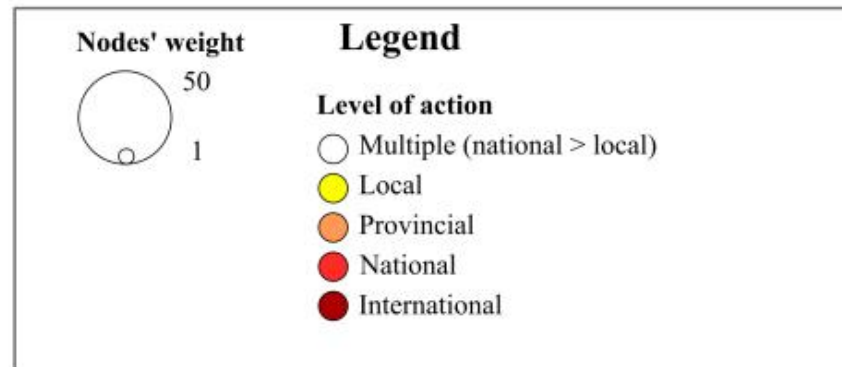 Legend
Nodes' weight
50
1
Level of action
Multiple (national > local)
Local
Provincial
National
International